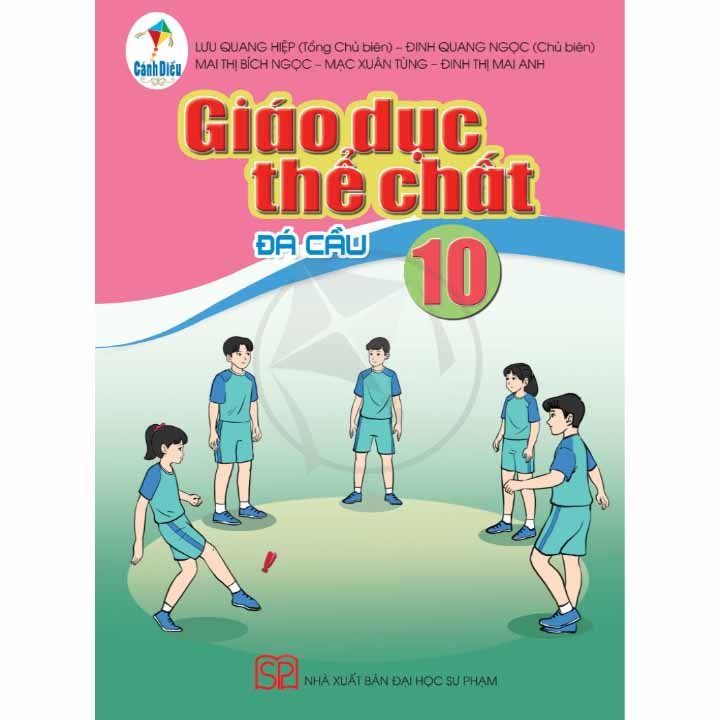 Cánh Diều
LƯU QUANG HIỆP (Tổng Chủ biên) – ĐINH QUANG NGỌC (Chủ biên)
MAI THỊ BÍCH NGỌC – MẠC XUÂN TÙNG – ĐINH THỊ MAI ANH
Giáo dục
thể chất
ĐÁ CẦU
10
SP
NHÀ XUẤT BẢN ĐẠI HỌC SƯ PHẠM